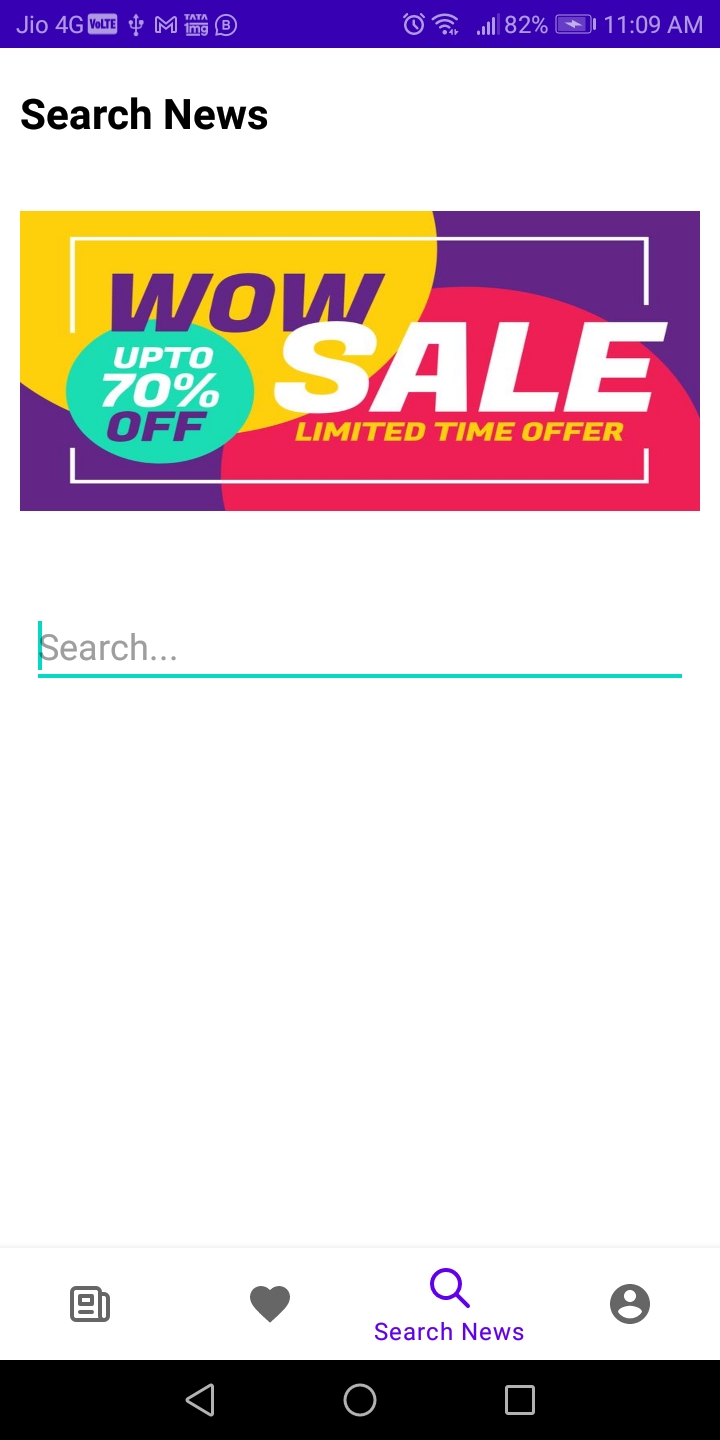 Jio 4G VoLTE TATA 1mg B 82% 11:09 AM
Search News
WOW
SALE
UPTO
70%
OFF
LIMITED TIME OFFER
Search...
Search News